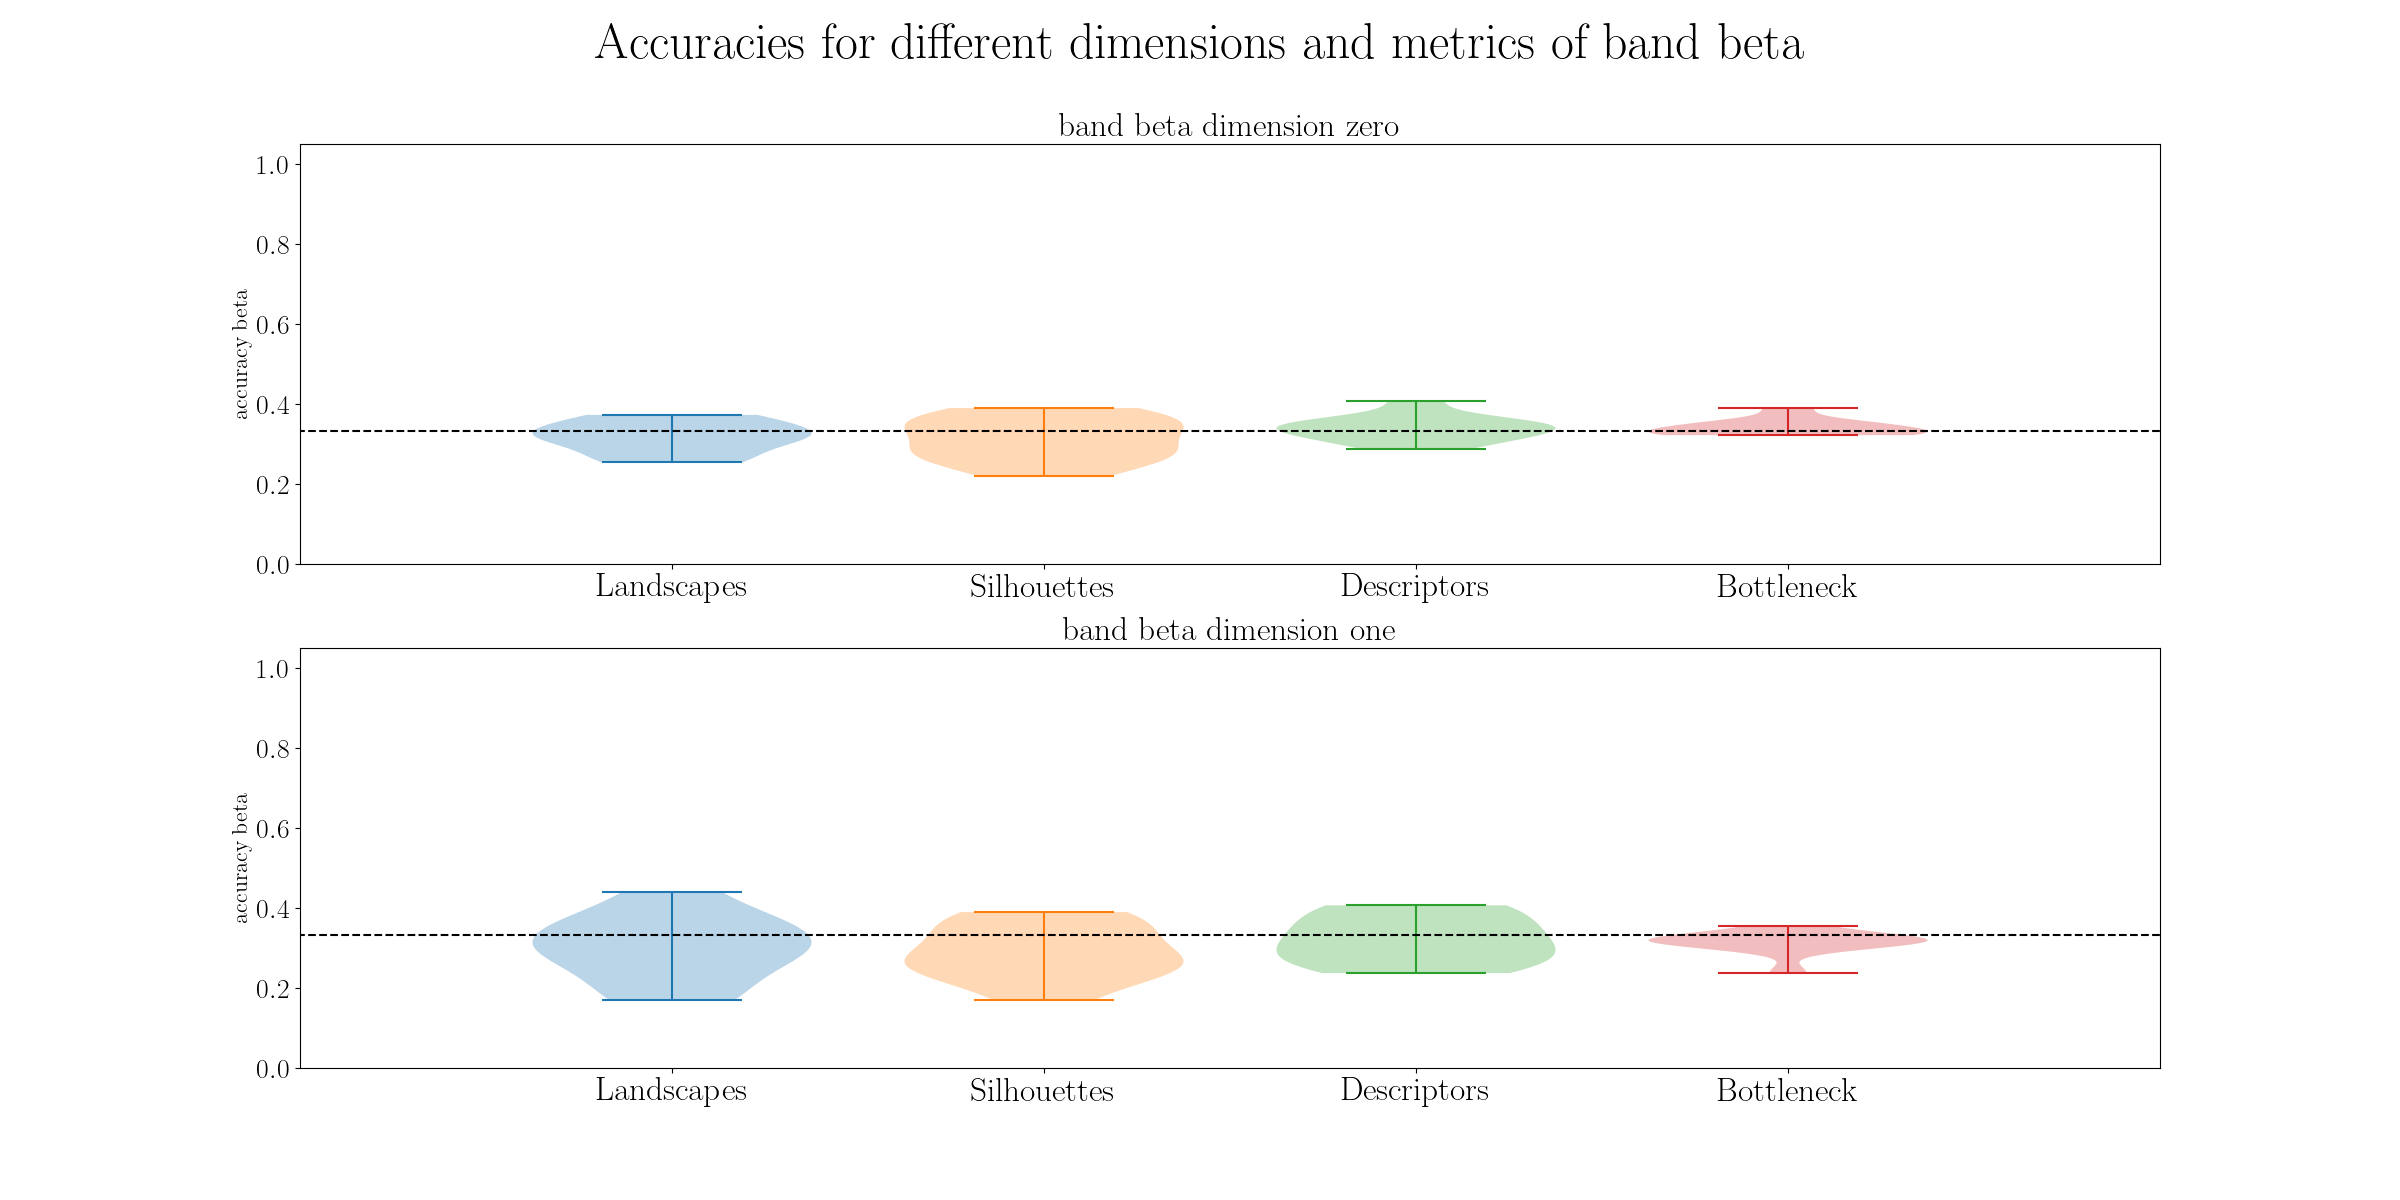 Accuracies for different dimensions and metrics of band beta
band beta dimension zero
1.0
0.8
0.6
0.4
0.2
0.0
accuracy beta
Landscapes Silhouettes Descriptors Bottleneck
band beta dimension one
1.0
0.8
0.6
0.4
0.2
0.0
accuracy beta
Landscapes Silhouettes Descriptors Bottleneck